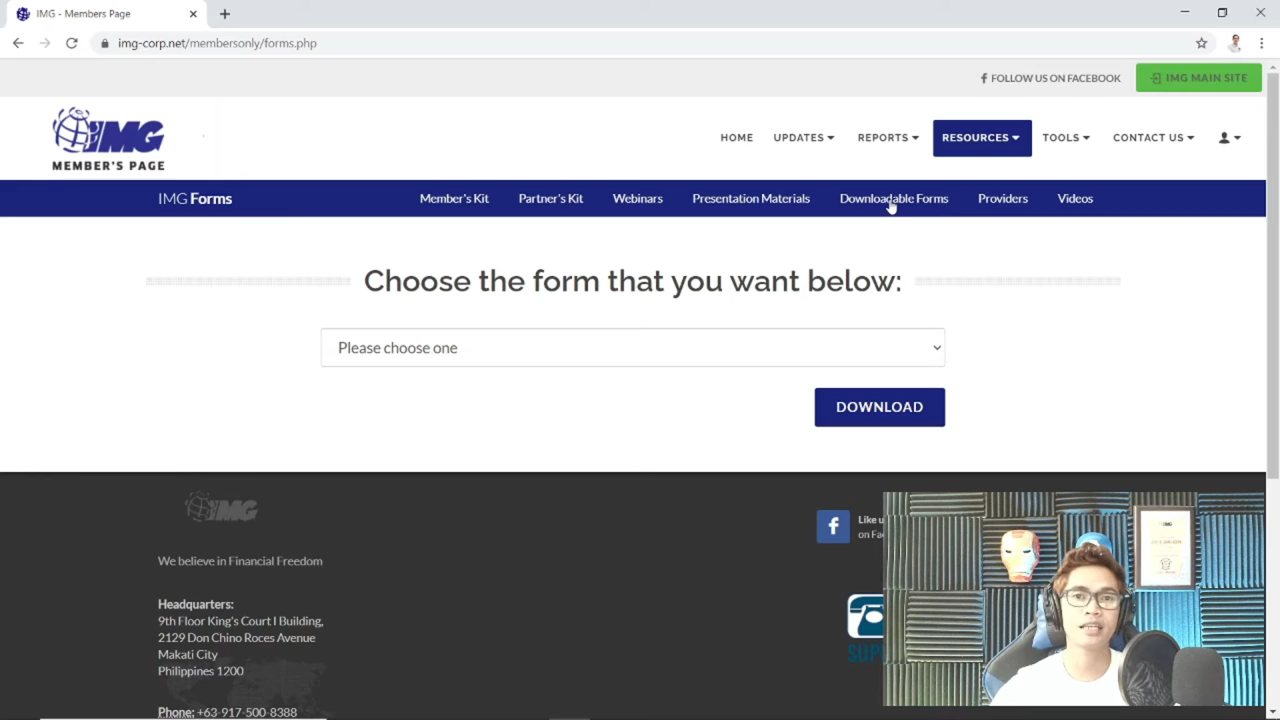 IMG - Members Page
img-corp.net/membersonly/forms.php
FOLLOW US ON FACEBOOK
IMG MAIN SITE
IMG
MEMBER'S PAGE
HOME
UPDATES
REPORTS
RESOURCES
TOOLS
CONTACT US
IMG Forms
Member's Kit
Partner's Kit
Webinars
Presentation Materials
Downloadable Forms
Providers
Videos
Choose the form that you want below:
Please choose one
DOWNLOAD
IMG
We believe in Financial Freedom
Headquarters:
9th Floor King's Court I Building,
2129 Don Chino Roces Avenue
Makati City
Philippines 1200
Phone: +63-917-500-8388
Like
on